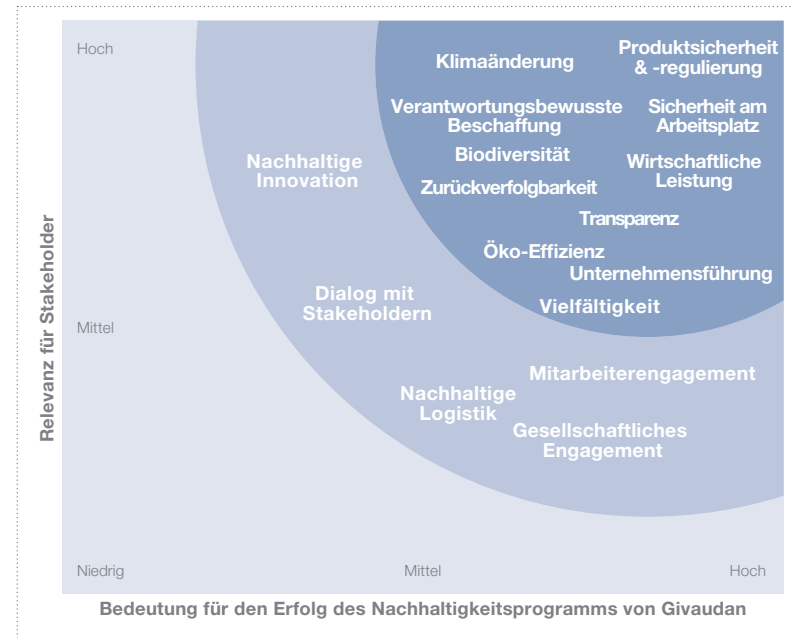 Hoch
Klimaänderung
Produktsicherheit
& -regulierung
Verantwortungsbewusste
Beschaffung
Sicherheit am
Arbeitsplatz
Nachhaltige
Innovation
Biodiversität
Wirtschaftliche
Leistung
Zurückverfolgbarkeit
Transparenz
Öko-Effizienz
Unternehmensführung
Dialog mit
Stakeholdern
Vielfältigkeit
Mittel
Mitarbeiterengagement
Nachhaltige
Logistik
Gesellschaftliches
Engagement
Relevanz für Stakeholder
Niedrig
Mittel
Hoch
Bedeutung für den Erfolg des Nachhaltigkeitsprogramms von Givaudan